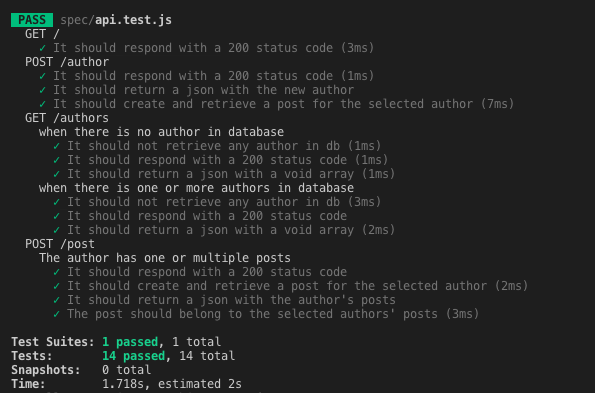 PASS spec/api.test.js
GET /
✓ It should respond with a 200 status code (3ms)
POST /author
✓ It should respond with a 200 status code (1ms)
✓ It should return a json with the new author
✓ It should create and retrieve a post for the selected author (7ms)
GET /authors
when there is no author in database
✓ It should not retrieve any author in db (1ms)
✓ It should respond with a 200 status code (1ms)
✓ It should return a json with a void array (1ms)
when there is one or more authors in database
✓ It should not retrieve any author in db (3ms)
✓ It should respond with a 200 status code
✓ It should return a json with a void array (2ms)
POST /post
The author has one or multiple posts
✓ It should respond with a 200 status code
✓ It should create and retrieve a post for the selected author (2ms)
✓ It should return a json with the author's posts
✓ The post should belong to the selected authors' posts (3ms)
Test Suites: 1 passed, 1 total
Tests: 14 passed, 14 total
Snapshots: 0 total
Time: 1.718s, estimated 2s